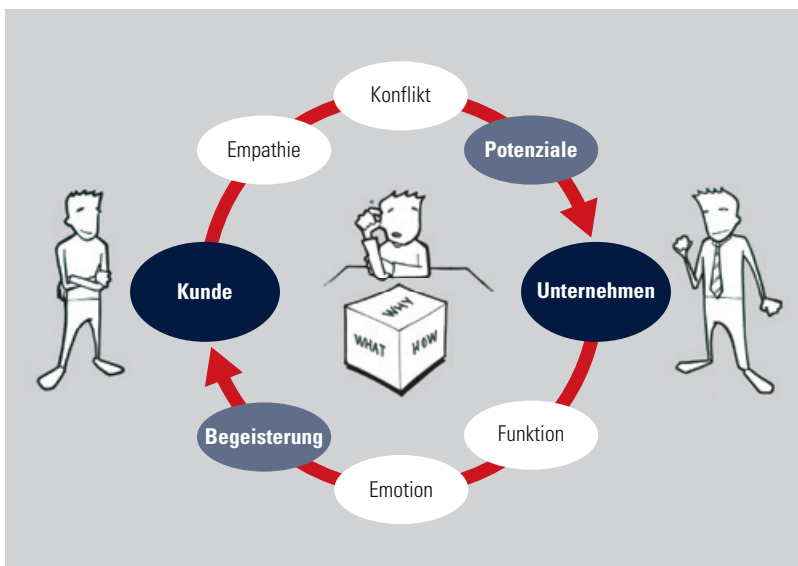 Konflikt
Empathie
Potenziale
Kunde
Unternehmen
WHY
WHAT
HOW
Begeisterung
Funktion
Emotion